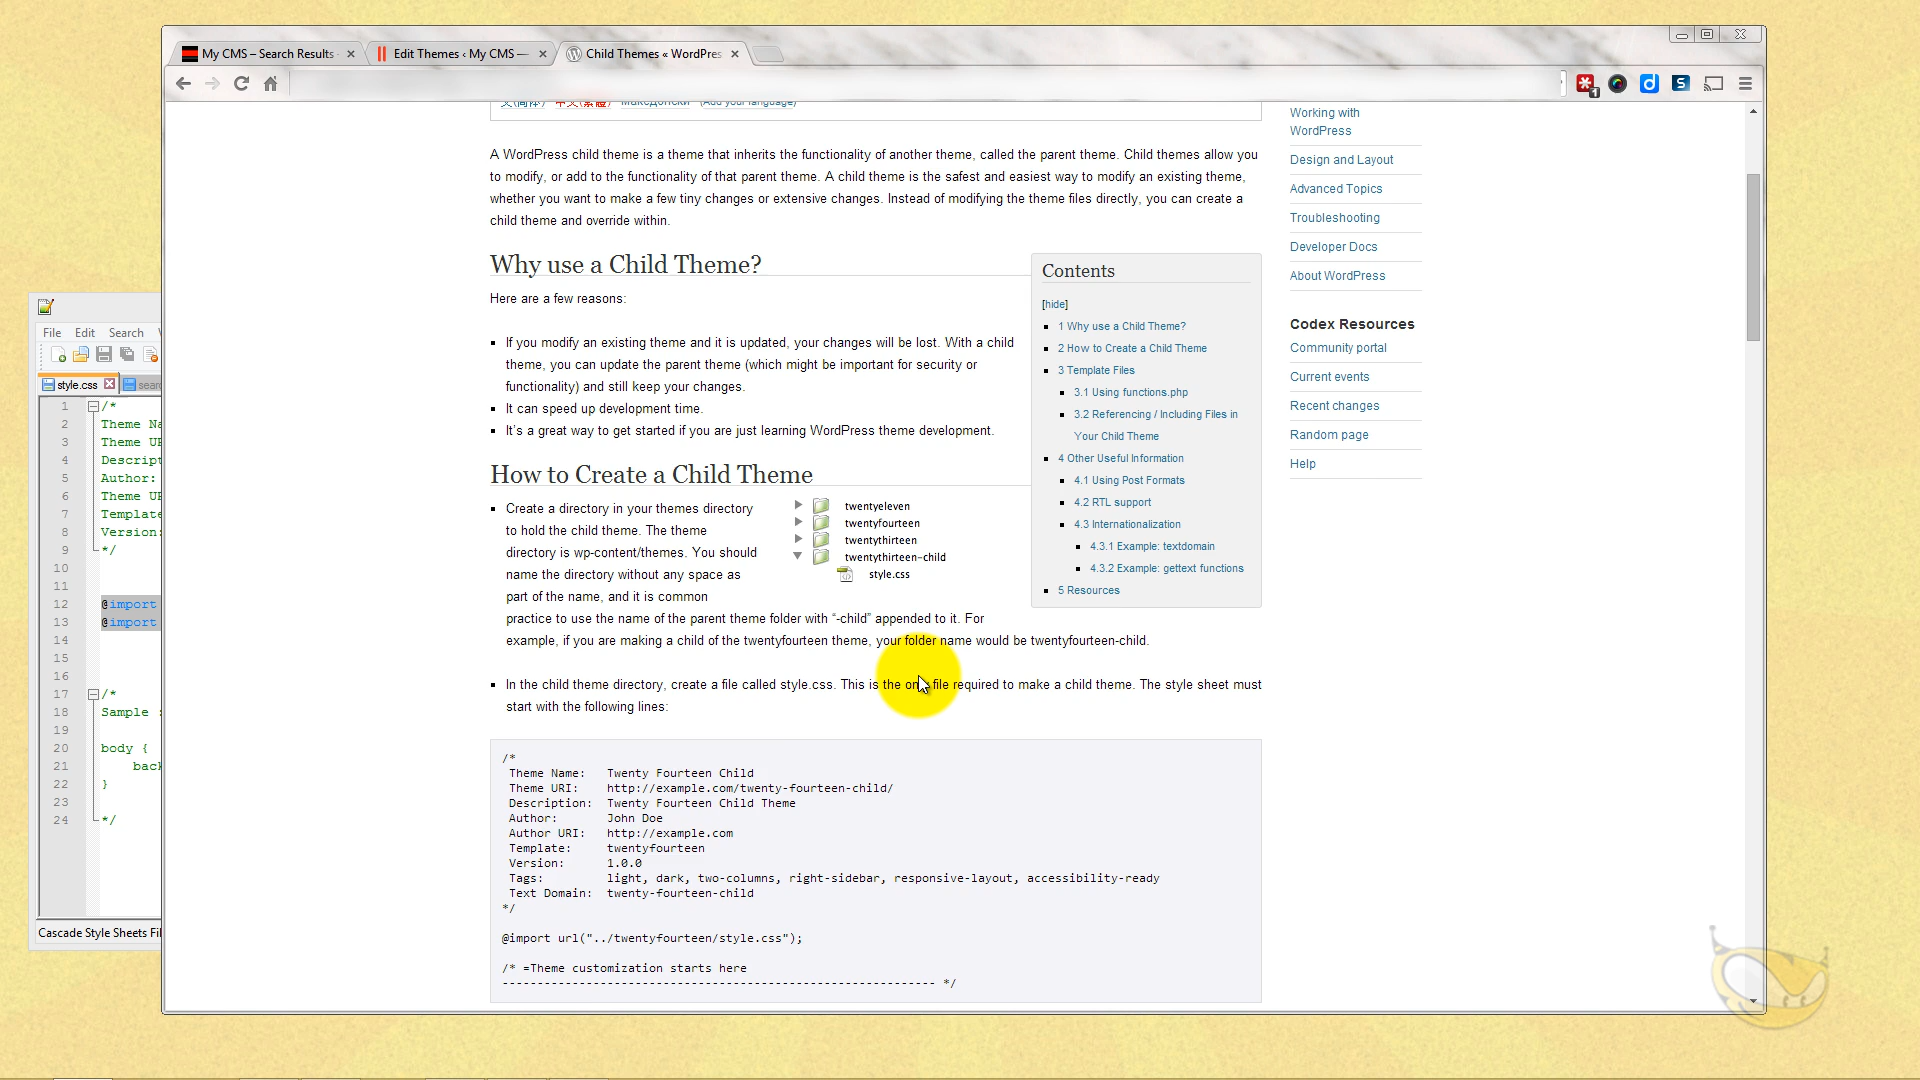 My CMS – Search Results
Edit Themes ‹ My CMS —
Child Themes « WordPres
(Add your language)
A WordPress child theme is a theme that inherits the functionality of another theme, called the parent theme. Child themes allow you
to modify, or add to the functionality of that parent theme. A child theme is the safest and easiest way to modify an existing theme,
whether you want to make a few tiny changes or extensive changes. Instead of modifying the theme files directly, you can create a
child theme and override within.
Why use a Child Theme?
Here are a few reasons:
If you modify an existing theme and it is updated, your changes will be lost. With a child
theme, you can update the parent theme (which might be important for security or
functionality) and still keep your changes.
It can speed up development time.
It's a great way to get started if you are just learning WordPress theme development.
Contents
[hide]
1 Why use a Child Theme?
2 How to Create a Child Theme
3 Template Files
3.1 Using functions.php
3.2 Referencing / Including Files in
Your Child Theme
4 Other Useful Information
4.1 Using Post Formats
4.2 RTL support
4.3 Internationalization
4.3.1 Example: textdomain
4.3.2 Example: gettext functions
5 Resources
How to Create a Child Theme
Create a directory in your themes directory
to hold the child theme. The theme
directory is wp-content/themes. You should
name the directory without any space as
part of the name, and it is common
practice to use the name of the parent theme folder with “-child” appended to it. For
example, if you are making a child of the twentyfourteen theme, your folder name would be twentyfourteen-child.
twentyeleven
twentyfourteen
twentythirteen
twentythirteen-child
style.css
In the child theme directory, create a file called style.css. This is the file required to make a child theme. The style sheet must
start with the following lines:
/*
Theme Name: Twenty Fourteen Child
Theme URI: http://example.com/twenty-fourteen-child/
Description: Twenty Fourteen Child Theme
Author: John Doe
Author URI: http://example.com
Template: twentyfourteen
Version: 1.0.0
Tags: light, dark, two-columns, right-sidebar, responsive-layout, accessibility-ready
Text Domain: twenty-fourteen-child
*/
@import url("../twentyfourteen/style.css");
/* =Theme customization starts here
-------------------------------------------------------------- */
Working with
WordPress
Design and Layout
Advanced Topics
Troubleshooting
Developer Docs
About WordPress
Codex Resources
Community portal
Current events
Recent changes
Random page
Help
File Edit Search
style.css sear
1 /*
2 Theme Na
3 Theme UR
4 Descript
5 Author:
6 Theme UR
7 Template
8 Version:
9 */
10
11
12 @import
13 @import
14
15
16
17 /*
18 Sample
19
20 body {
21 back
22 }
23
24 */
Cascade Style Sheets Fil